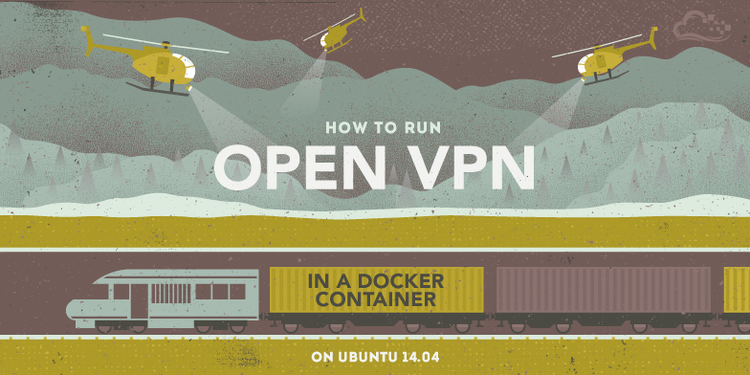 HOW TO RUN
OPEN VPN
IN A DOCKER
CONTAINER
ON UBUNTU 14.04